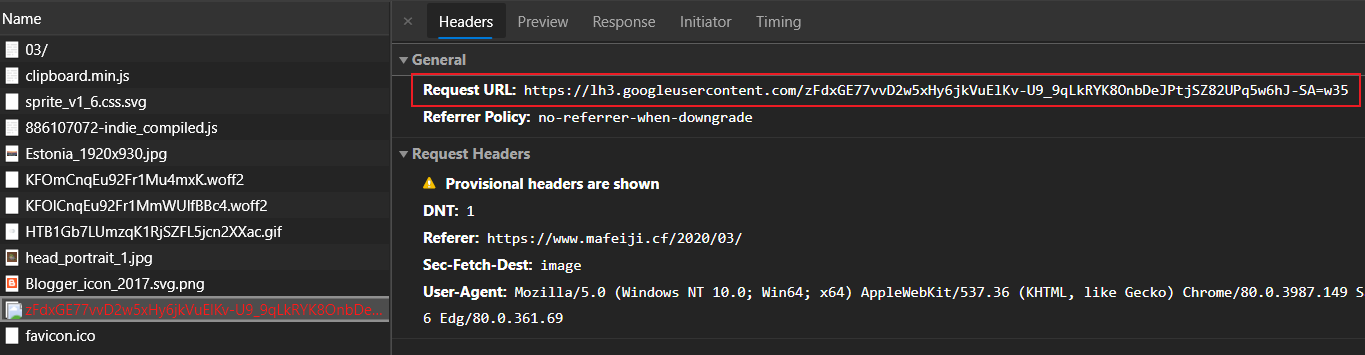 Name
03/
clipboard.min.js
sprite_v1_6.css.svg
886107072-indie_compiled.js
Estonia_1920x930.jpg
KFOmCnqEu92Fr1Mu4mxK.woff2
KFOlCnqEu92Fr1MmWUlfBBc4.woff2
HTB1Gb7LUmzqK1RjSZFL5jcn2XXac.gif
head_portrait_1.jpg
Blogger_icon_2017.svg.png
zFdxGE77vvD2w5xHy6jkVuElKv-U9_9qLkRYK8OnbDe...
favicon.ico
× Headers Preview Response Initiator Timing
General
Request URL: https://lh3.googleusercontent.com/zFdxGE77vvD2w5xHy6jkVuElKv-U9_9qLkRYK8OnbDeJPtjSZ82UPq5w6hJ-SA=w35
Referrer Policy: no-referrer-when-downgrade
Request Headers
Provisional headers are shown
DNT: 1
Referer: https://www.mafeiji.cf/2020/03/
Sec-Fetch-Dest: image
User-Agent: Mozilla/5.0 (Windows NT 10.0; Win64; x64) AppleWebKit/537.36 (KHTML, like Gecko) Chrome/80.0.3987.149 S
6 Edg/80.0.361.69